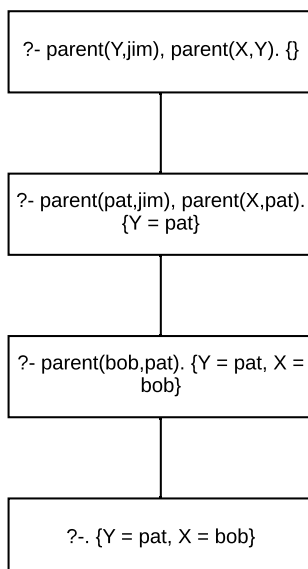 ?- parent(Y,jim), parent(X,Y). {}
?- parent(pat,jim), parent(X,pat).
{Y = pat}
?- parent(bob,pat). {Y = pat, X =
bob}
?-. {Y = pat, X = bob}